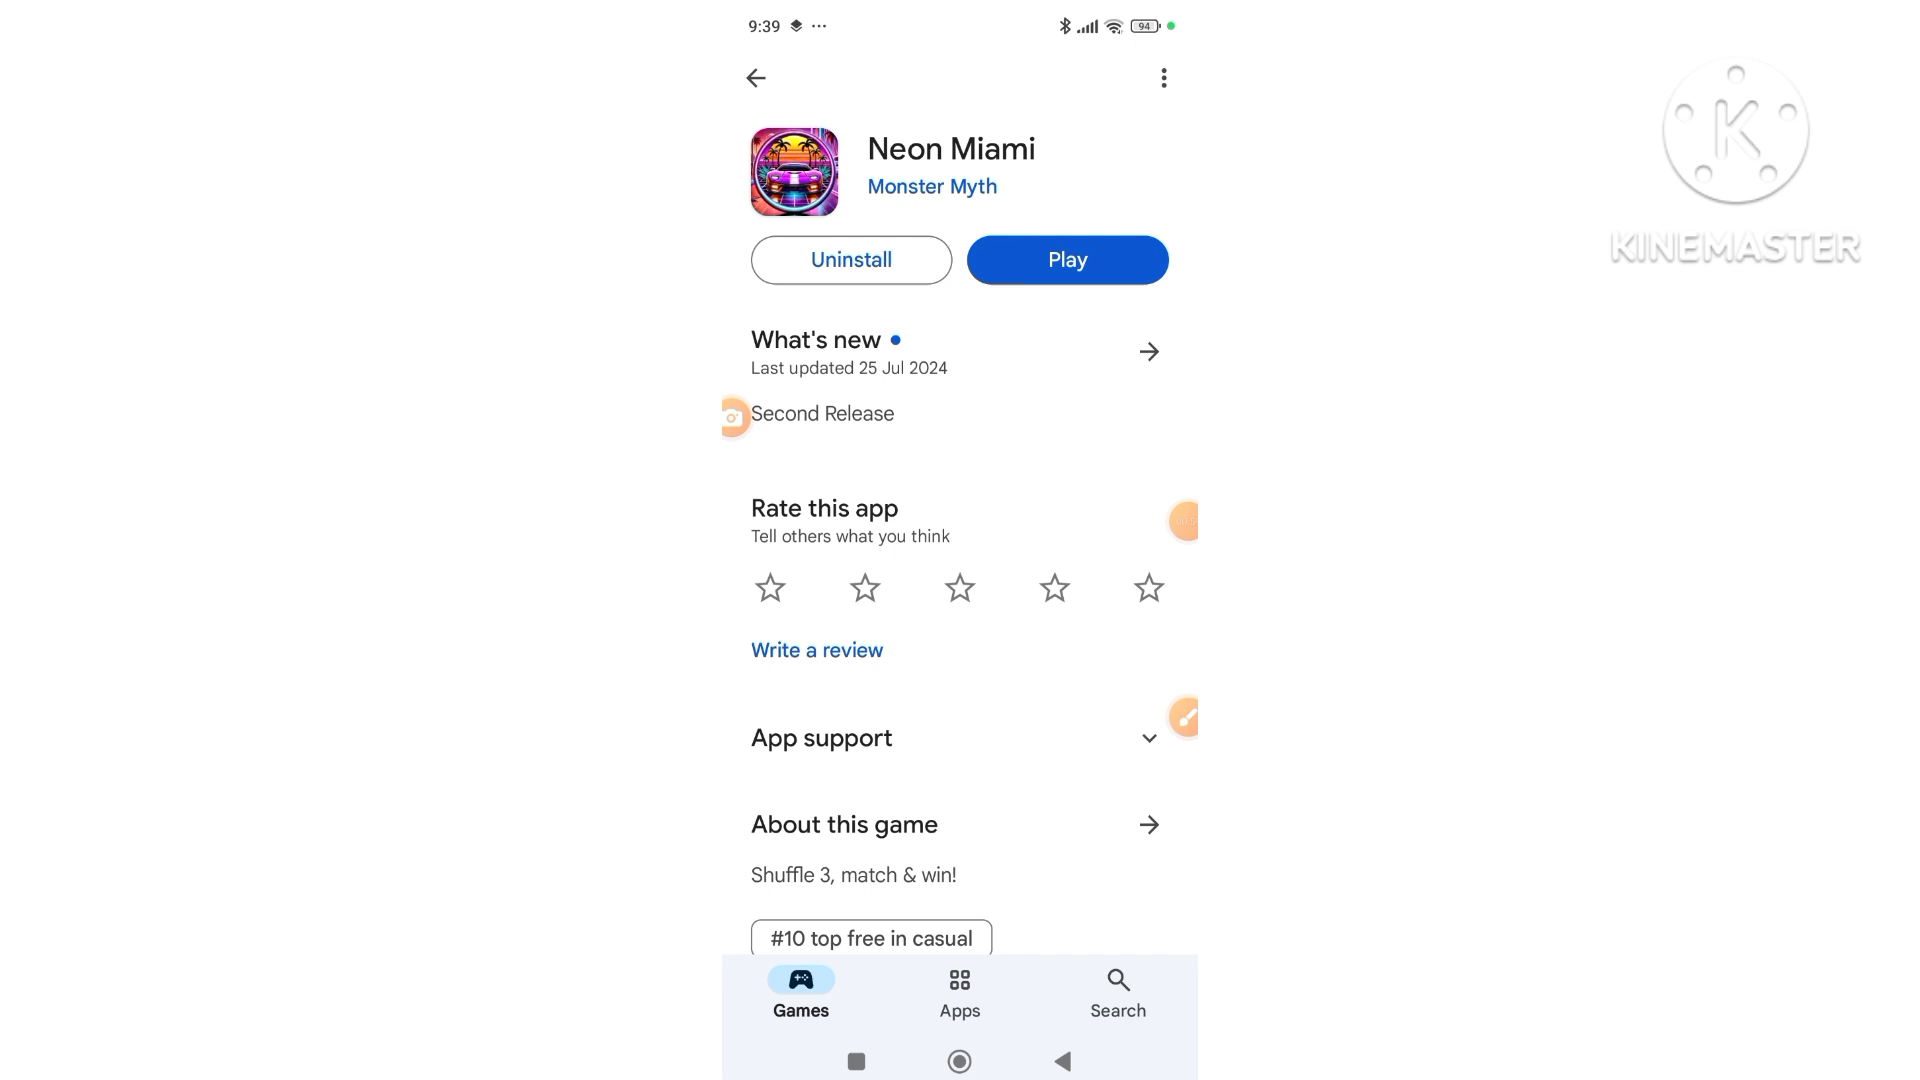 9:39
94
KINEMASTER
Neon Miami
Monster Myth
Uninstall
Play
What's new
Last updated 25 Jul 2024
Second Release
Rate this app
Tell others what you think
Write a review
App support
About this game
Shuffle 3, match & win!
#10 top free in casual
Games
Apps
Search